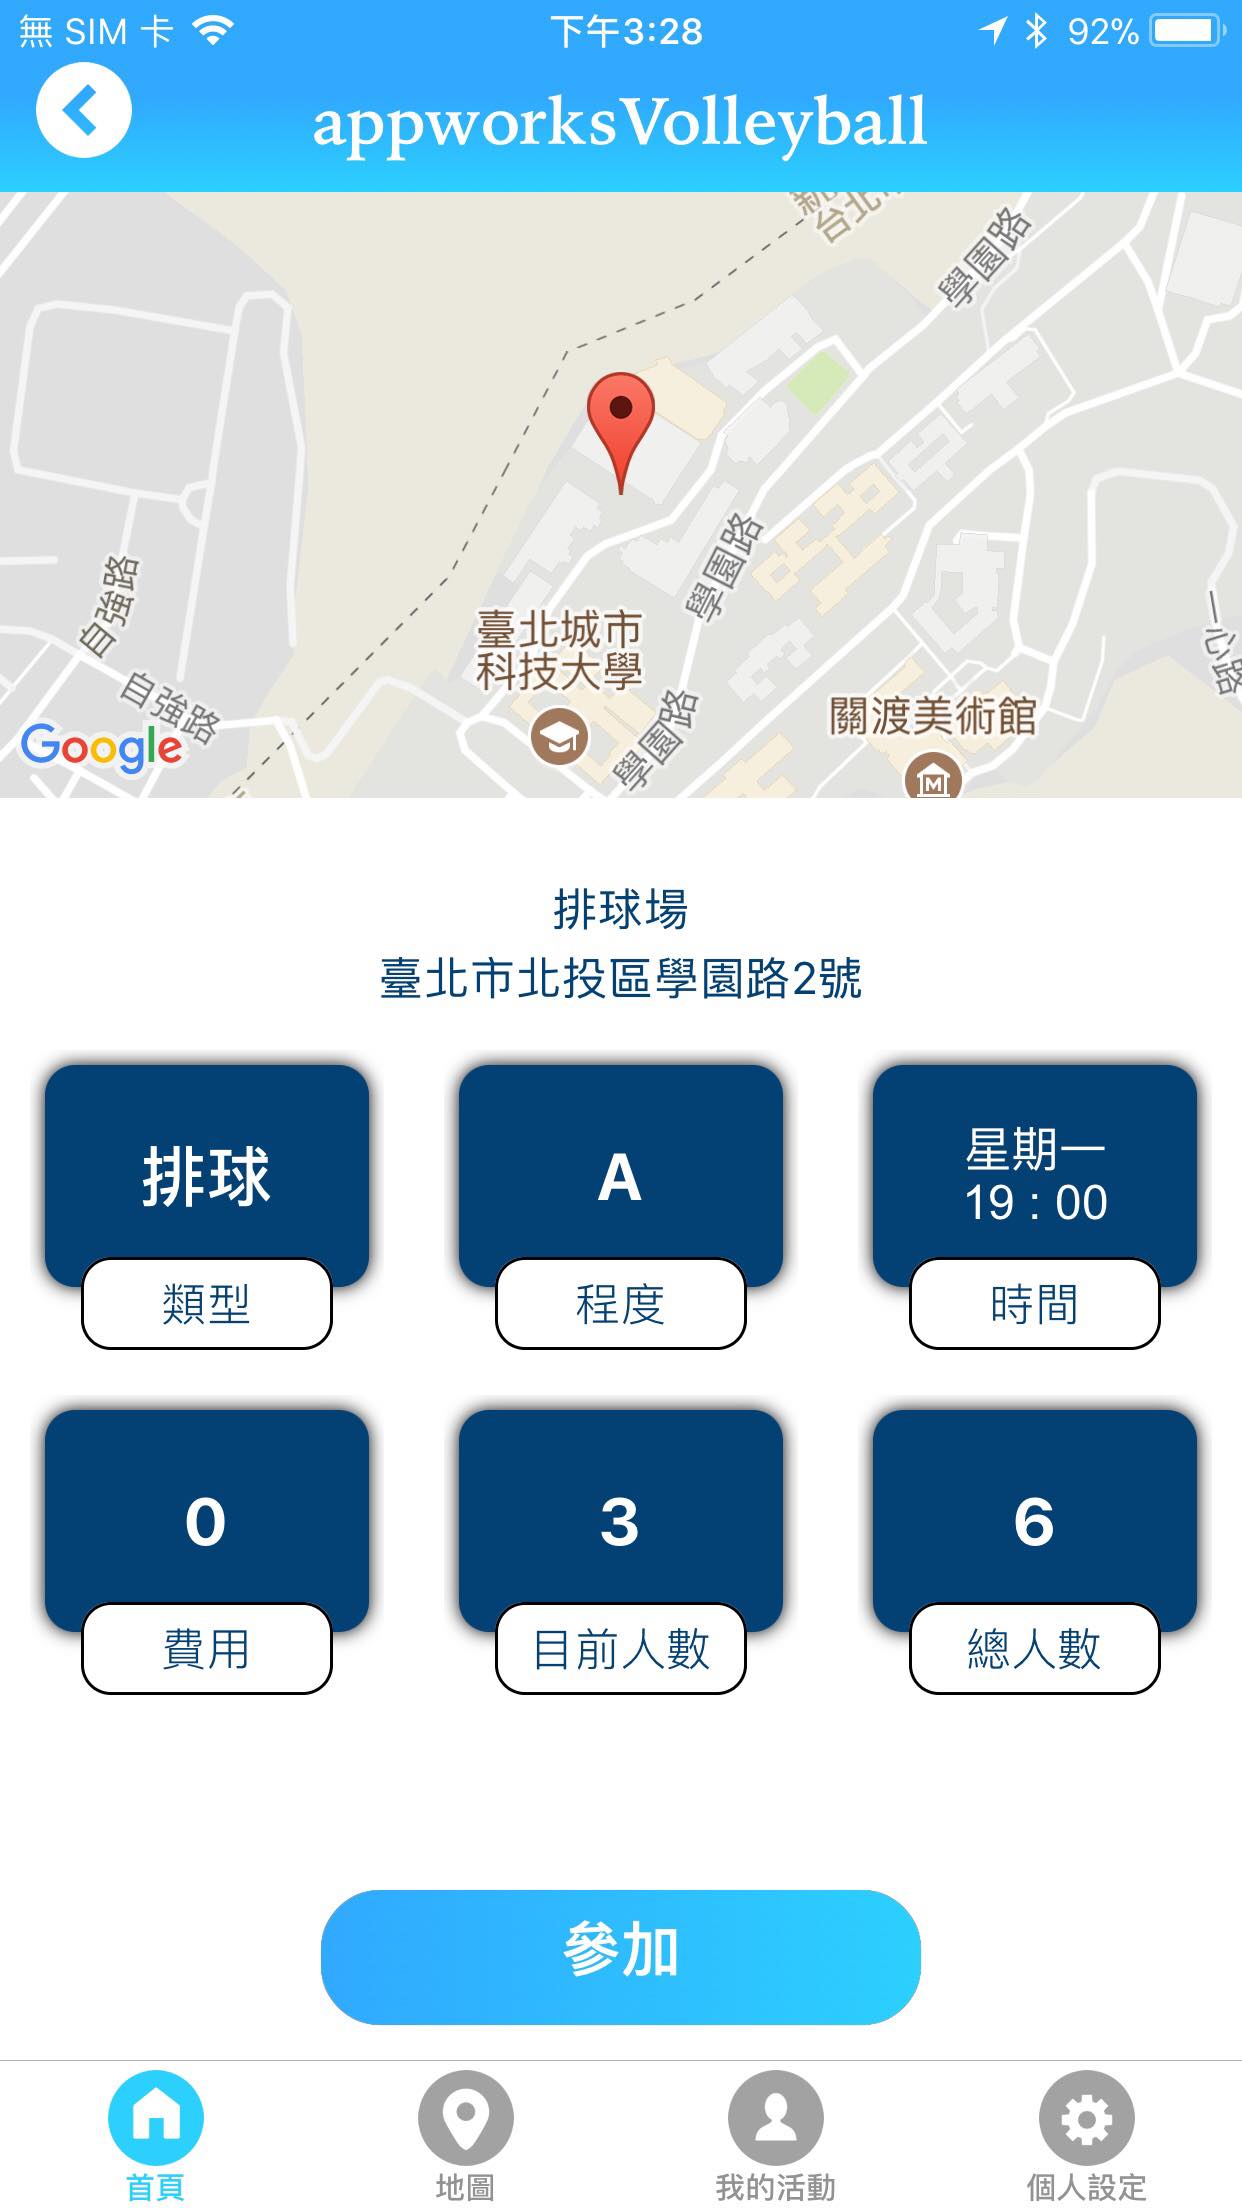 無 SIM 卡
下午3:28
92%
appworksVolleyball
台北市
學園路
學園路
學園路
自強路
自強路
一心路
臺北城市
科技大學
關渡美術館
Google
排球場
臺北市北投區學園路2號
排球
類型
A
程度
星期一
19 : 00
時間
0
費用
3
目前人數
6
總人數
參加
首頁
地圖
我的活動
個人設定